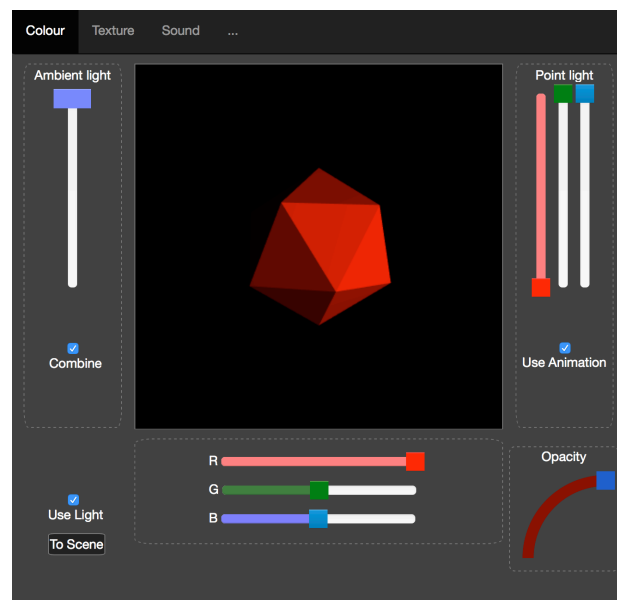 Colour Texture Sound ...
Ambient light
Point light
Combine
Use Animation
R
G
B
Opacity
Use Light
To Scene